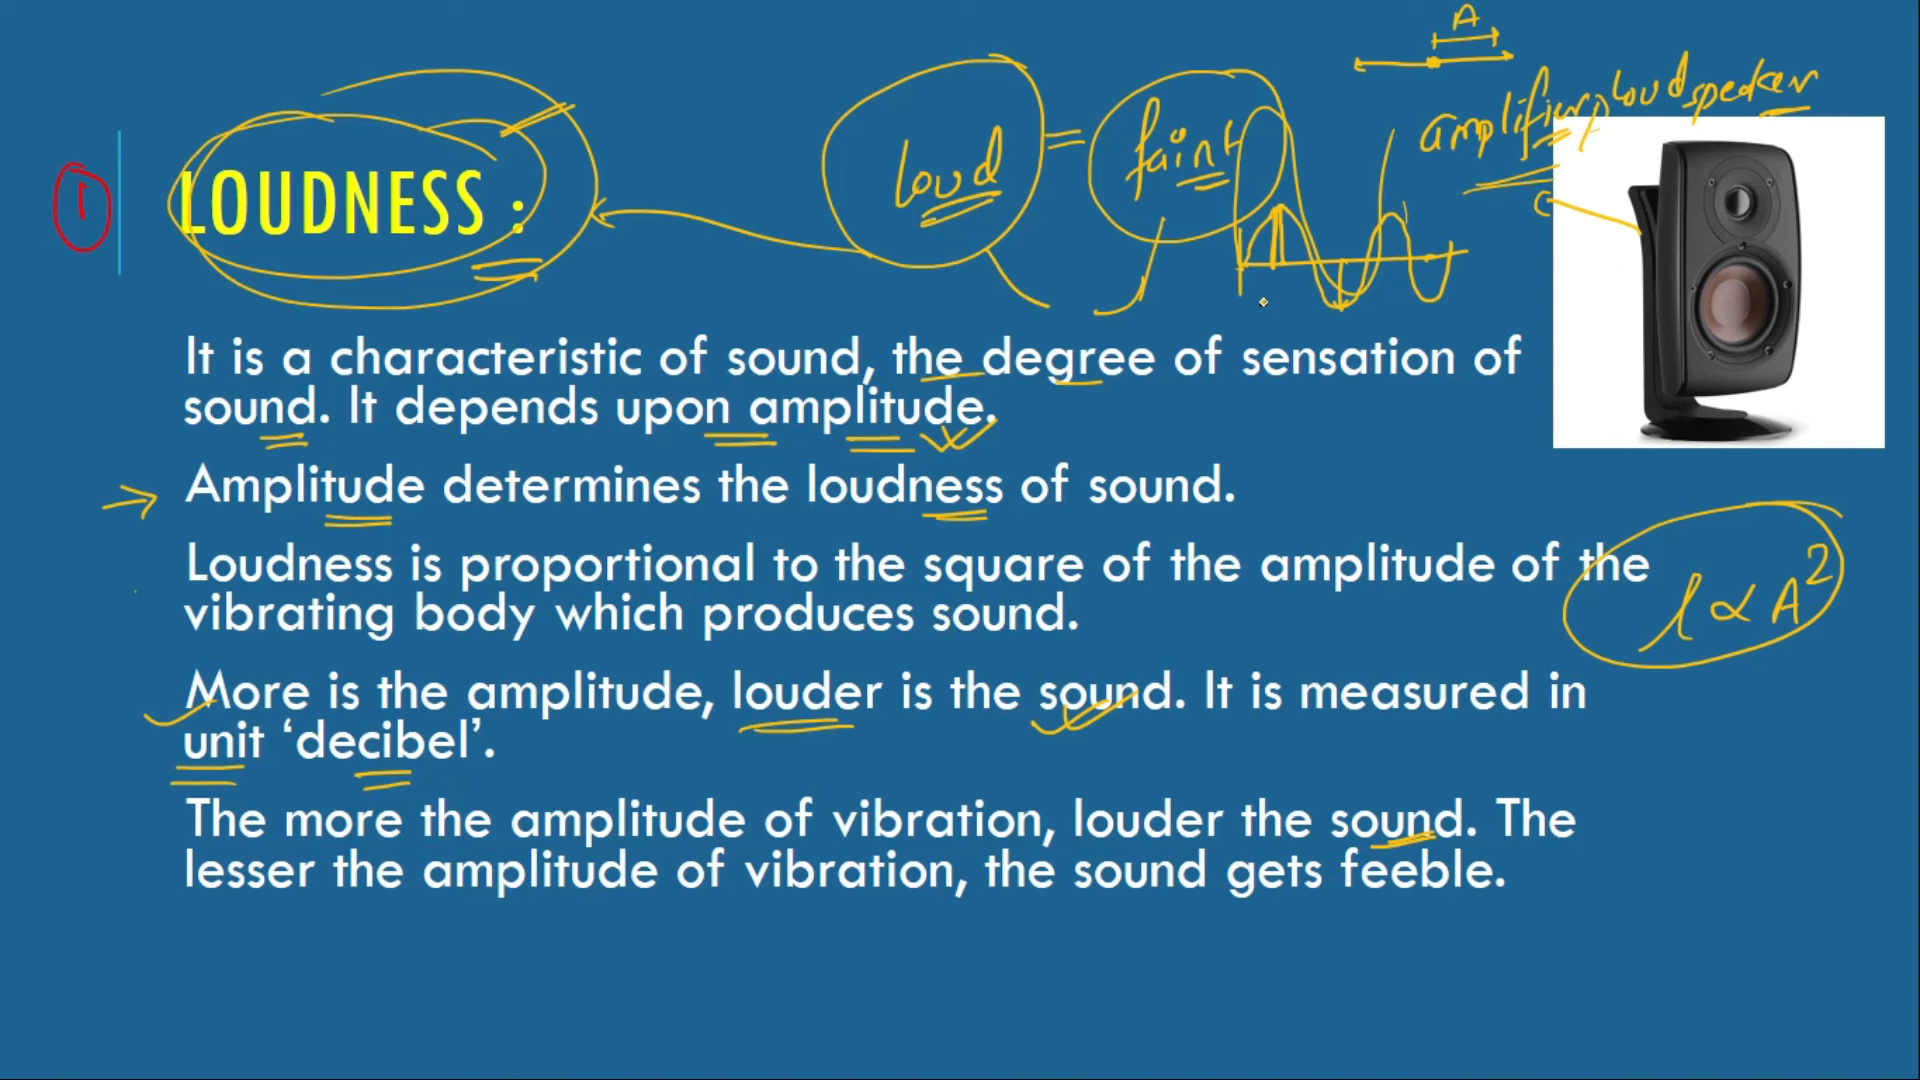 A
amplifier, loudspeaker
loud = faint
1
LOUDNESS :
It is a characteristic of sound, the degree of sensation of
sound. It depends upon amplitude.
Amplitude determines the loudness of sound.
Loudness is proportional to the square of the amplitude of the
vibrating body which produces sound.
l ∝ A²
More is the amplitude, louder is the sound. It is measured in
unit ‘decibel’.
The more the amplitude of vibration, louder the sound. The
lesser the amplitude of vibration, the sound gets feeble.